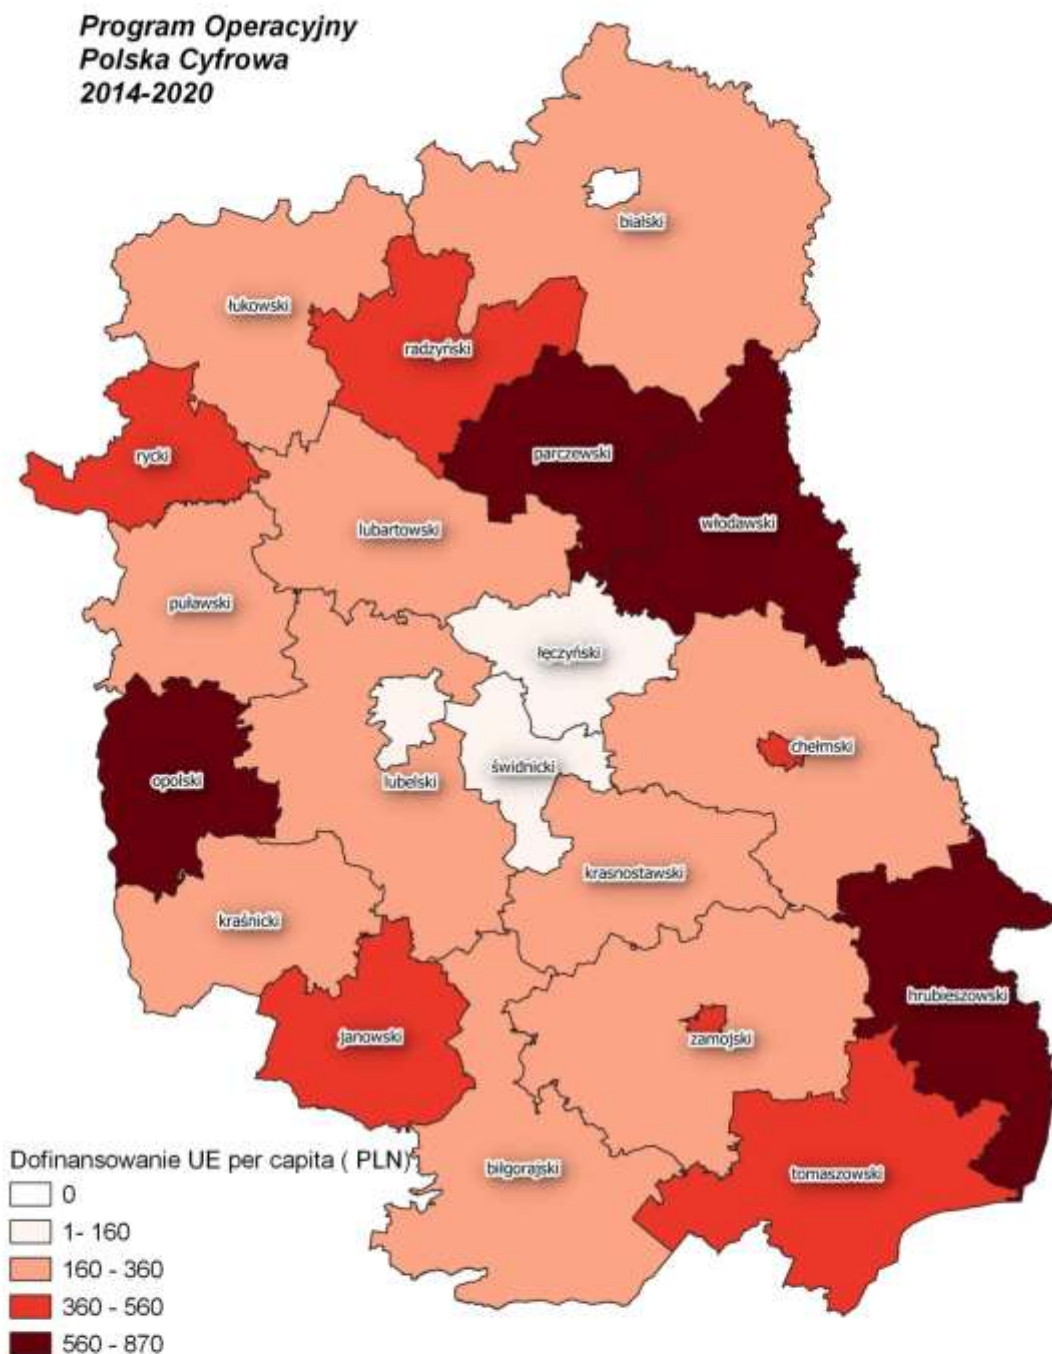 Program Operacyjny
Polska Cyfrowa
2014-2020
bialski
łukowski
radzyński
rycki
parczewski
włodawski
lubartowski
puławski
łęczyński
chełmski
świdnicki
opolski
lubelski
krasnostawski
kraśnicki
hrubieszowski
janowski
zamojski
biłgorajski
tomaszowski
Dofinansowanie UE per capita ( PLN)
0
1- 160
160 - 360
360 - 560
560 - 870